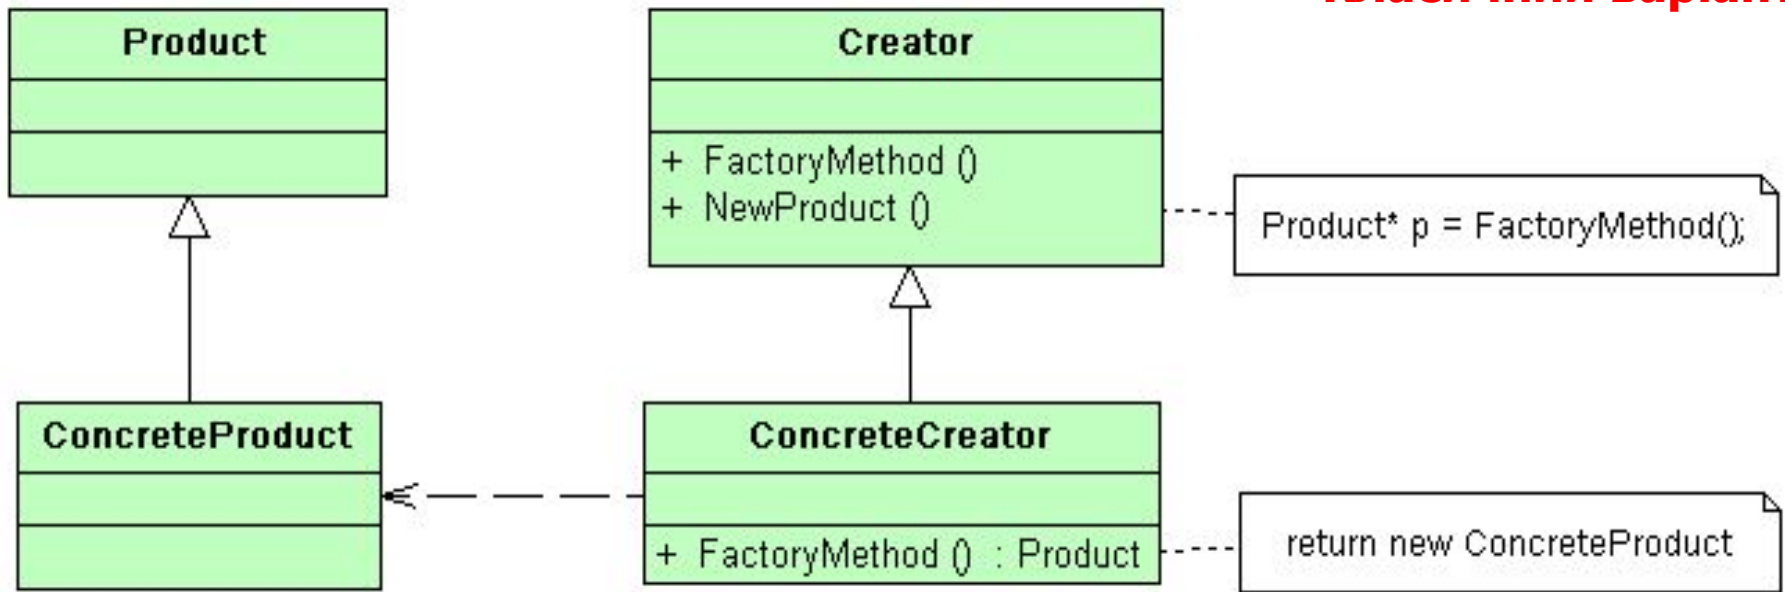 Product
Creator
+ FactoryMethod ()
+ NewProduct ()
Product* p = FactoryMethod();
ConcreteProduct
ConcreteCreator
+ FactoryMethod () : Product
return new ConcreteProduct